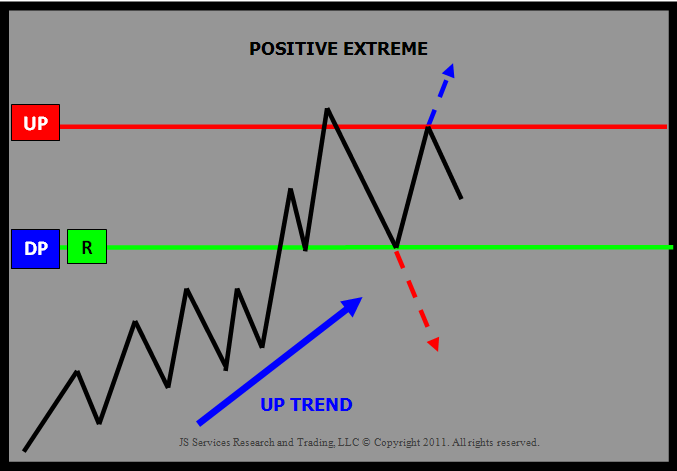 POSITIVE EXTREME
UP
DP R
UP TREND
JS Services Research and Trading, LLC © Copyright 2011. All rights reserved.